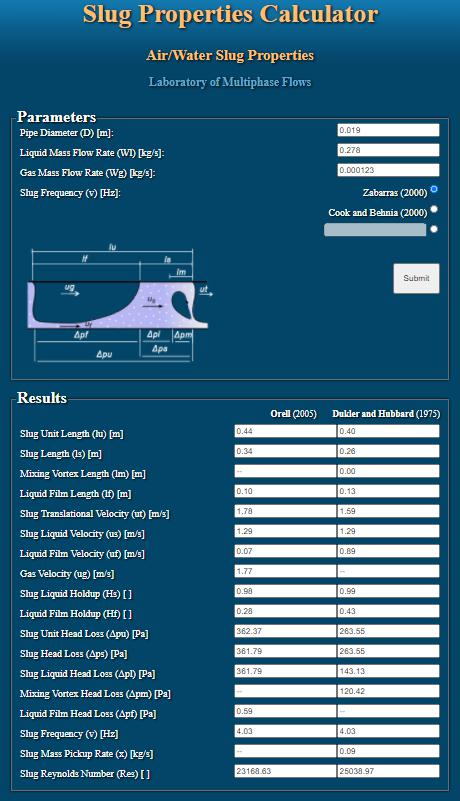 Slug Properties Calculator
Air/Water Slug Properties
Laboratory of Multiphase Flows
Parameters
Pipe Diameter (D) [m]: 0.019
Liquid Mass Flow Rate (Wl) [kg/s]: 0.278
Gas Mass Flow Rate (Wg) [kg/s]: 0.000123
Slug Frequency (v) [Hz]: Zabarras (2000)
Cook and Behnia (2000)
Submit
lu
lf ls
lm
ug us ut
uf
Δpf Δpl Δpm
Δps
Δpu
Results
Orell (2005) Dukler and Hubbard (1975)
Slug Unit Length (lu) [m] 0.44 0.40
Slug Length (ls) [m] 0.34 0.26
Mixing Vortex Length (lm) [m] -- 0.00
Liquid Film Length (lf) [m] 0.10 0.13
Slug Translational Velocity (ut) [m/s] 1.78 1.59
Slug Liquid Velocity (us) [m/s] 1.29 1.29
Liquid Film Velocity (uf) [m/s] 0.07 0.89
Gas Velocity (ug) [m/s] 1.77 --
Slug Liquid Holdup (Hs) [ ] 0.98 0.99
Liquid Film Holdup (Hf) [ ] 0.28 0.43
Slug Unit Head Loss (Δpu) [Pa] 362.37 263.55
Slug Head Loss (Δps) [Pa] 361.79 263.55
Slug Liquid Head Loss (Δpl) [Pa] 361.79 143.13
Mixing Vortex Head Loss (Δpm) [Pa] -- 120.42
Liquid Film Head Loss (Δpf) [Pa] 0.59 --
Slug Frequency (v) [Hz] 4.03 4.03
Slug Mass Pickup Rate (x) [kg/s] -- 0.09
Slug Reynolds Number (Res) [ ] 23168.63 25038.97